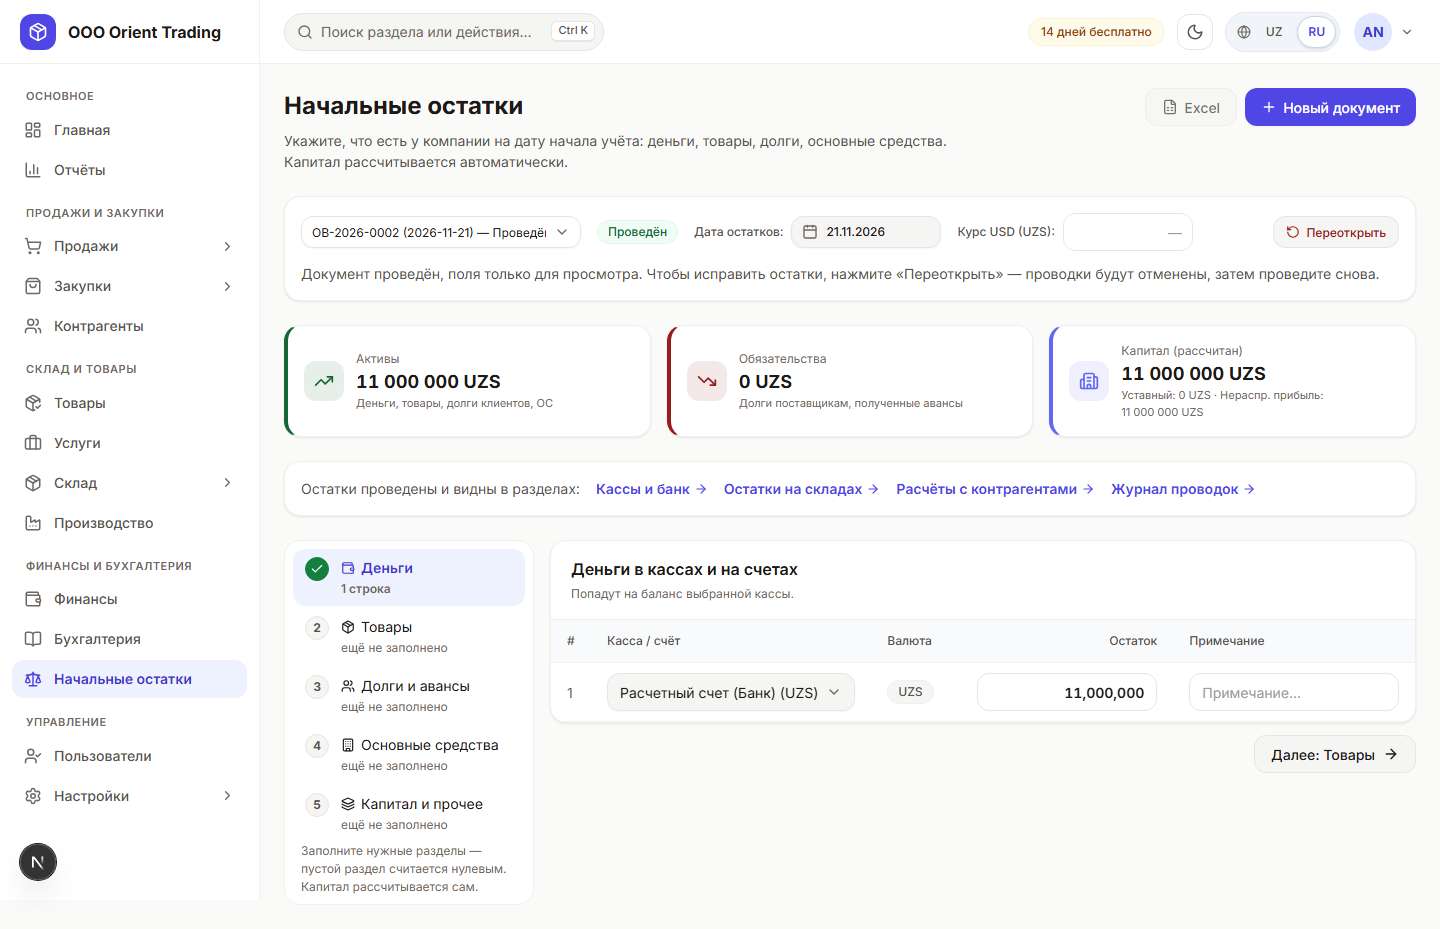 ООО Orient Trading
Поиск раздела или действия...
Ctrl K
14 дней бесплатно
UZ
RU
AN
ОСНОВНОЕ
Главная
Отчёты
ПРОДАЖИ И ЗАКУПКИ
Продажи
Закупки
Контрагенты
СКЛАД И ТОВАРЫ
Товары
Услуги
Склад
Производство
ФИНАНСЫ И БУХГАЛТЕРИЯ
Финансы
Бухгалтерия
Начальные остатки
УПРАВЛЕНИЕ
Пользователи
Настройки
N
Начальные остатки
Укажите, что есть у компании на дату начала учёта: деньги, товары, долги, основные средства.
Капитал рассчитывается автоматически.
Excel
+ Новый документ
OB-2026-0002 (2026-11-21) — Проведён
Проведён
Дата остатков:
21.11.2026
Курс USD (UZS):
—
Переоткрыть
Документ проведён, поля только для просмотра. Чтобы исправить остатки, нажмите «Переоткрыть» — проводки будут отменены, затем проведите снова.
Активы
11 000 000 UZS
Деньги, товары, долги клиентов, ОС
Обязательства
0 UZS
Долги поставщикам, полученные авансы
Капитал (рассчитан)
11 000 000 UZS
Уставный: 0 UZS · Нераспр. прибыль:
11 000 000 UZS
Остатки проведены и видны в разделах:
Кассы и банк →
Остатки на складах →
Расчёты с контрагентами →
Журнал проводок →
Деньги
1 строка
2
Товары
ещё не заполнено
3
Долги и авансы
ещё не заполнено
4
Основные средства
ещё не заполнено
5
Капитал и прочее
ещё не заполнено
Заполните нужные разделы —
пустой раздел считается нулевым.
Капитал рассчитывается сам.
Деньги в кассах и на счетах
Попадут на баланс выбранной кассы.
# Касса / счёт Валюта Остаток Примечание
1 Расчетный счет (Банк) (UZS) UZS 11,000,000 Примечание...
Далее: Товары →